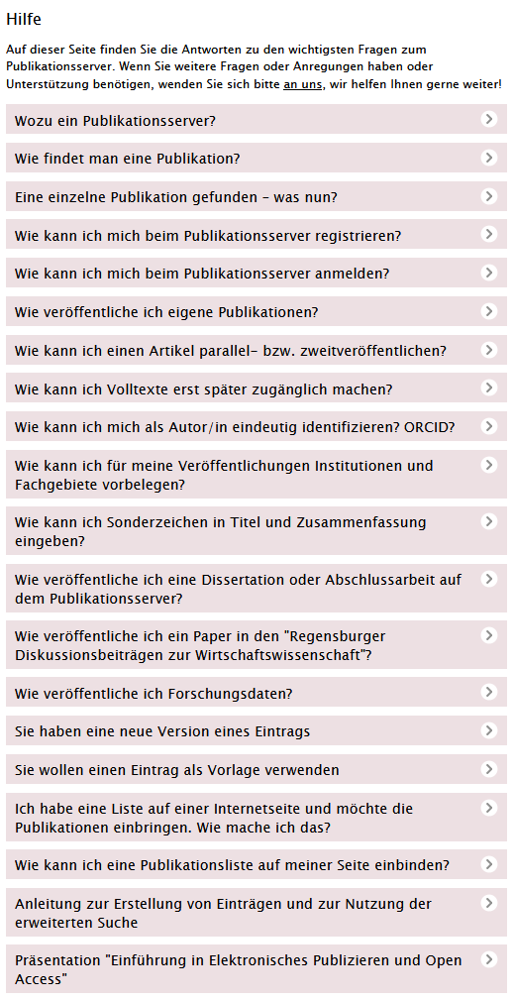 Hilfe
Auf dieser Seite finden Sie die Antworten zu den wichtigsten Fragen zum
Publikationsserver. Wenn Sie weitere Fragen oder Anregungen haben oder
Unterstützung benötigen, wenden Sie sich bitte an uns, wir helfen Ihnen gerne weiter!
Wozu ein Publikationsserver?
Wie findet man eine Publikation?
Eine einzelne Publikation gefunden – was nun?
Wie kann ich mich beim Publikationsserver registrieren?
Wie kann ich mich beim Publikationsserver anmelden?
Wie veröffentliche ich eigene Publikationen?
Wie kann ich einen Artikel parallel- bzw. zweitveröffentlichen?
Wie kann ich Volltexte erst später zugänglich machen?
Wie kann ich mich als Autor/in eindeutig identifizieren? ORCID?
Wie kann ich für meine Veröffentlichungen Institutionen und
Fachgebiete vorbelegen?
Wie kann ich Sonderzeichen in Titel und Zusammenfassung
eingeben?
Wie veröffentliche ich eine Dissertation oder Abschlussarbeit auf
dem Publikationsserver?
Wie veröffentliche ich ein Paper in den "Regensburger
Diskussionsbeiträgen zur Wirtschaftswissenschaft"?
Wie veröffentliche ich Forschungsdaten?
Sie haben eine neue Version eines Eintrags
Sie wollen einen Eintrag als Vorlage verwenden
Ich habe eine Liste auf einer Internetseite und möchte die
Publikationen einbringen. Wie mache ich das?
Wie kann ich eine Publikationsliste auf meiner Seite einbinden?
Anleitung zur Erstellung von Einträgen und zur Nutzung der
erweiterten Suche
Präsentation "Einführung in Elektronisches Publizieren und Open
Access"